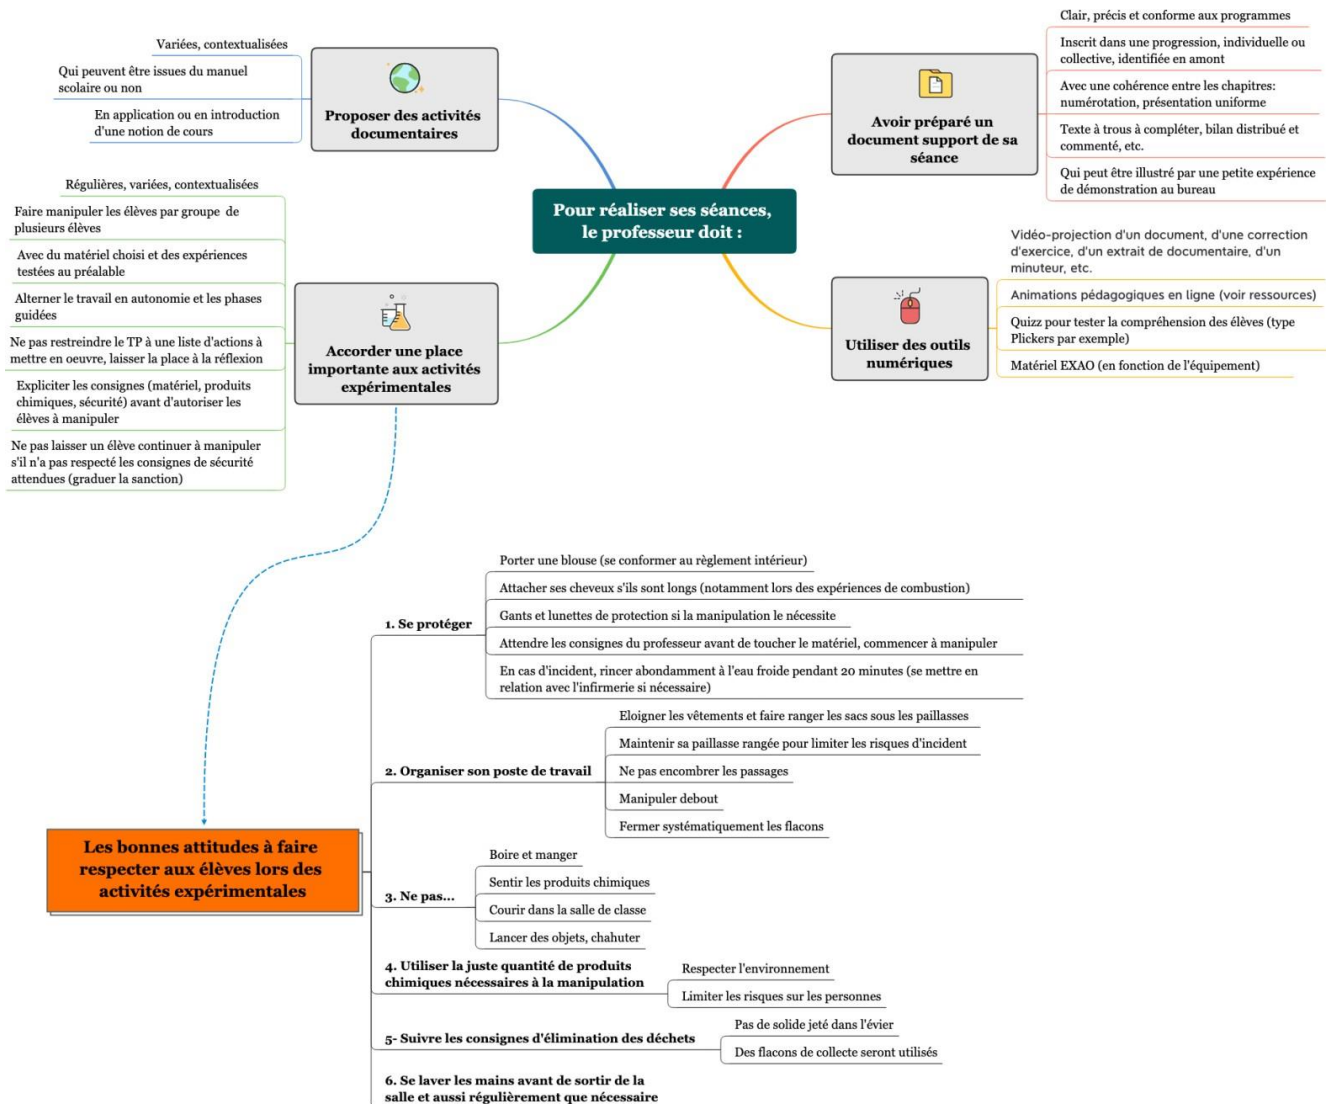 Pour réaliser ses séances,
le professeur doit :
Proposer des activités
documentaires
Variées, contextualisées
Qui peuvent être issues du manuel
scolaire ou non
En application ou en introduction
d'une notion de cours
Avoir préparé un
document support de sa
séance
Clair, précis et conforme aux programmes
Inscrit dans une progression, individuelle ou
collective, identifiée en amont
Avec une cohérence entre les chapitres:
numérotation, présentation uniforme
Texte à trous à compléter, bilan distribué et
commenté, etc.
Qui peut être illustré par une petite expérience
de démonstration au bureau
Accorder une place
importante aux activités
expérimentales
Régulières, variées, contextualisées
Faire manipuler les élèves par groupe de
plusieurs élèves
Avec du matériel choisi et des expériences
testées au préalable
Alterner le travail en autonomie et les phases
guidées
Ne pas restreindre le TP à une liste d'actions à
mettre en oeuvre, laisser la place à la réflexion
Expliciter les consignes (matériel, produits
chimiques, sécurité) avant d'autoriser les
élèves à manipuler
Ne pas laisser un élève continuer à manipuler
s'il n'a pas respecté les consignes de sécurité
attendues (graduer la sanction)
Utiliser des outils
numériques
Vidéo-projection d'un document, d'une correction
d'exercice, d'un extrait de documentaire, d'un
minuteur, etc.
Animations pédagogiques en ligne (voir ressources)
Quizz pour tester la compréhension des élèves (type
Plickers par exemple)
Matériel EXAO (en fonction de l'équipement)
Les bonnes attitudes à faire
respecter aux élèves lors des
activités expérimentales
1. Se protéger
Porter une blouse (se conformer au règlement intérieur)
Attacher ses cheveux s'ils sont longs (notamment lors des expériences de combustion)
Gants et lunettes de protection si la manipulation le nécessite
Attendre les consignes du professeur avant de toucher le matériel, commencer à manipuler
En cas d'incident, rincer abondamment à l'eau froide pendant 20 minutes (se mettre en
relation avec l'infirmerie si nécessaire)
2. Organiser son poste de travail
Eloigner les vêtements et faire ranger les sacs sous les paillasses
Maintenir sa paillasse rangée pour limiter les risques d'incident
Ne pas encombrer les passages
Manipuler debout
Fermer systématiquement les flacons
3. Ne pas...
Boire et manger
Sentir les produits chimiques
Courir dans la salle de classe
Lancer des objets, chahuter
4. Utiliser la juste quantité de produits
chimiques nécessaires à la manipulation
Respecter l'environnement
Limiter les risques sur les personnes
5- Suivre les consignes d'élimination des déchets
Pas de solide jeté dans l'évier
Des flacons de collecte seront utilisés
6. Se laver les mains avant de sortir de la
salle et aussi régulièrement que nécessaire